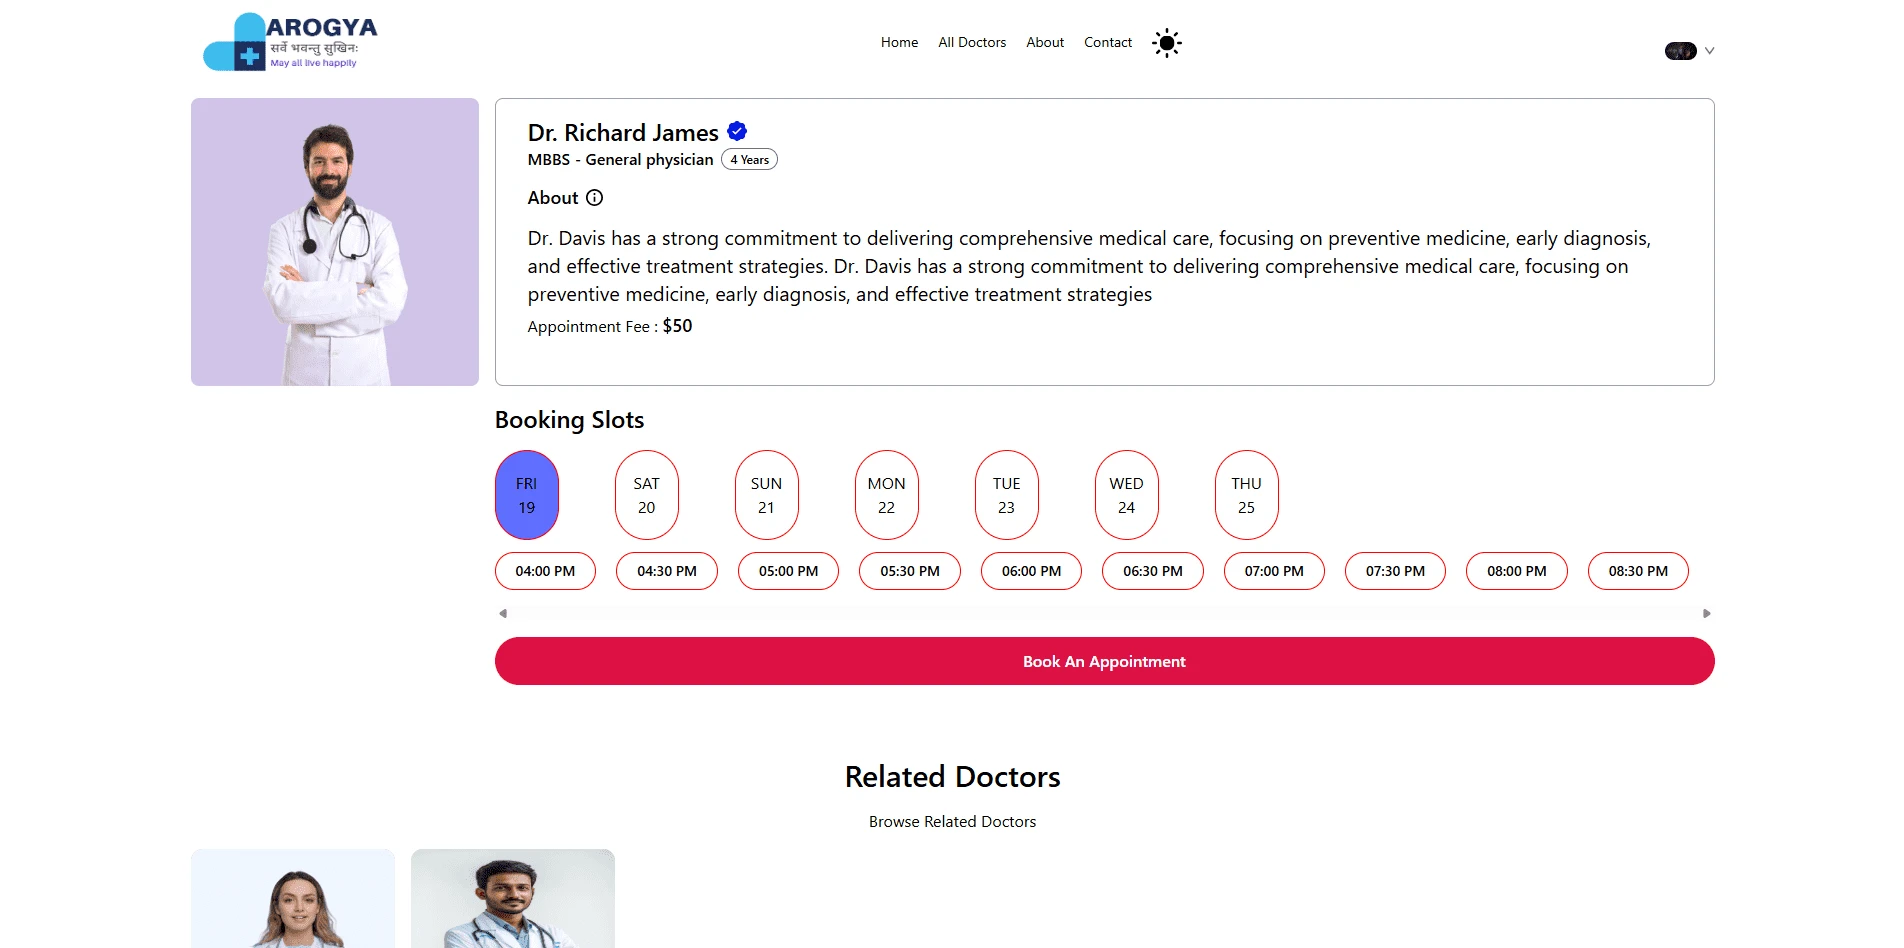 AROGYA
सर्वे भवन्तु सुखिनः
May all live happily
Home All Doctors About Contact
Dr. Richard James
MBBS - General physician 4 Years
About
Dr. Davis has a strong commitment to delivering comprehensive medical care, focusing on preventive medicine, early diagnosis,
and effective treatment strategies. Dr. Davis has a strong commitment to delivering comprehensive medical care, focusing on
preventive medicine, early diagnosis, and effective treatment strategies
Appointment Fee : $50
Booking Slots
FRI SAT SUN MON TUE WED THU
19 20 21 22 23 24 25
04:00 PM 04:30 PM 05:00 PM 05:30 PM 06:00 PM 06:30 PM 07:00 PM 07:30 PM 08:00 PM 08:30 PM
Book An Appointment
Related Doctors
Browse Related Doctors